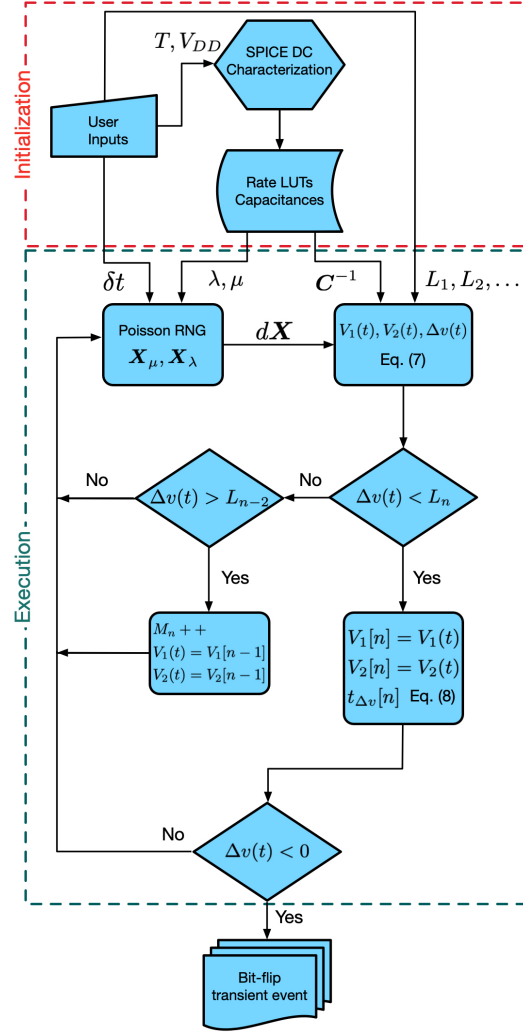 Initialization
T, V_{DD}
SPICE DC
Characterization
User
Inputs
Rate LUTs
Capacitances
Execution
δt
λ, μ
C^{-1}
L_1, L_2, …
Poisson RNG
X_μ, X_λ
dX
V_1(t), V_2(t), Δv(t)
Eq. (7)
No
Δv(t) > L_{n-2}
No
Δv(t) < L_n
Yes
Yes
M_n ++
V_1(t) = V_1[n − 1]
V_2(t) = V_2[n − 1]
V_1[n] = V_1(t)
V_2[n] = V_2(t)
t_{Δv}[n] Eq. (8)
No
Δv(t) < 0
Yes
Bit-flip
transient event